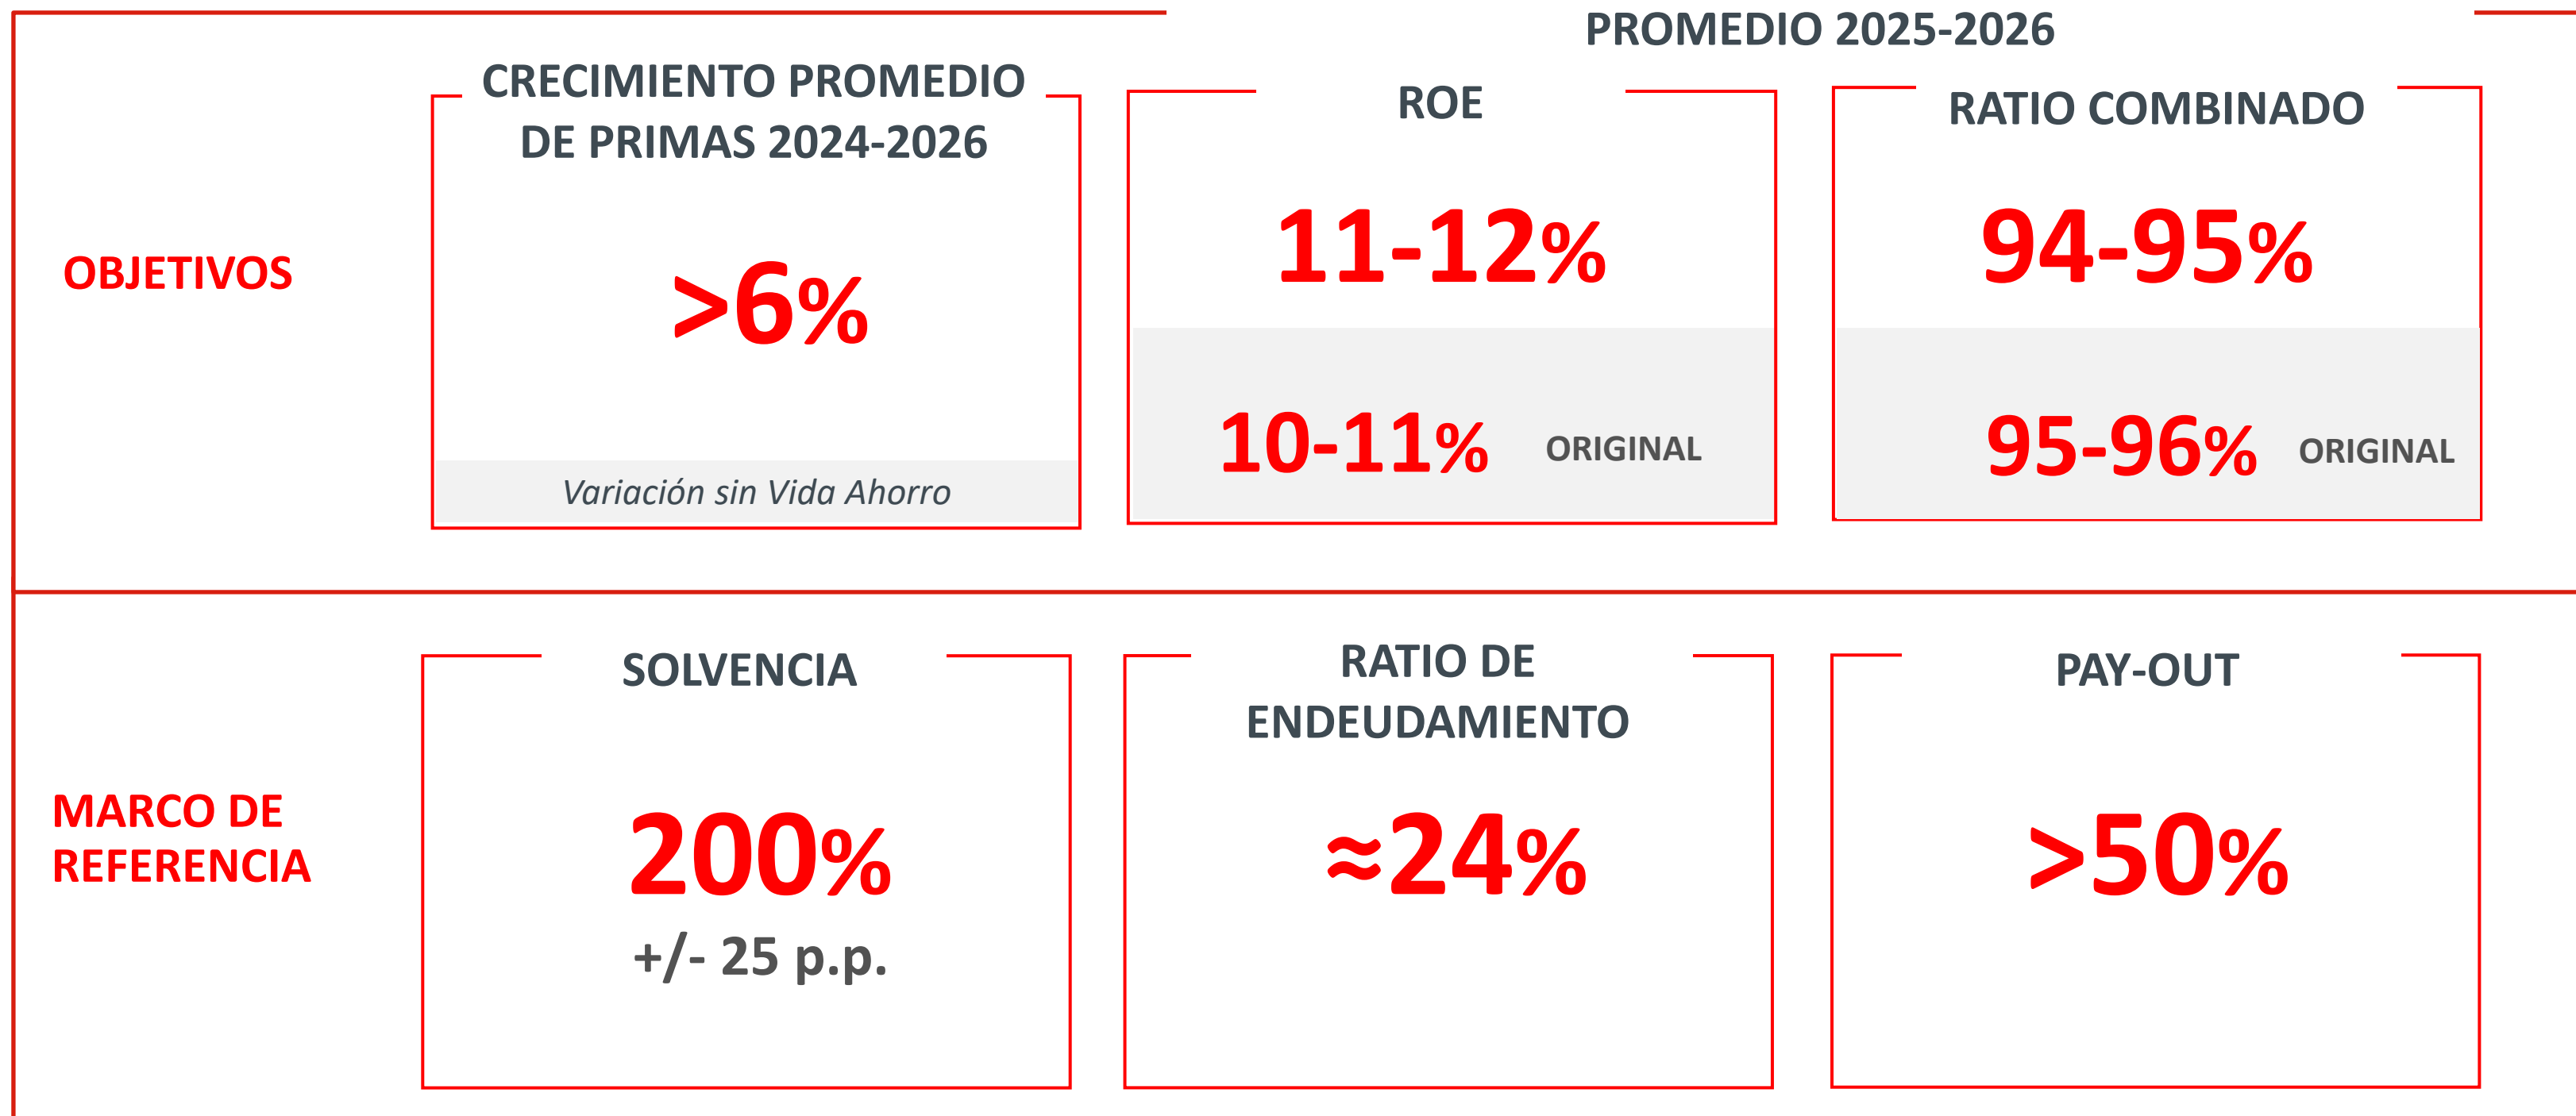 PROMEDIO 2025-2026
CRECIMIENTO PROMEDIO
DE PRIMAS 2024-2026
ROE
RATIO COMBINADO
OBJETIVOS
>6%
11-12%
94-95%
10-11% ORIGINAL
95-96% ORIGINAL
Variación sin Vida Ahorro
MARCO DE
REFERENCIA
SOLVENCIA
200%
+/- 25 p.p.
RATIO DE
ENDEUDAMIENTO
≈24%
PAY-OUT
>50%